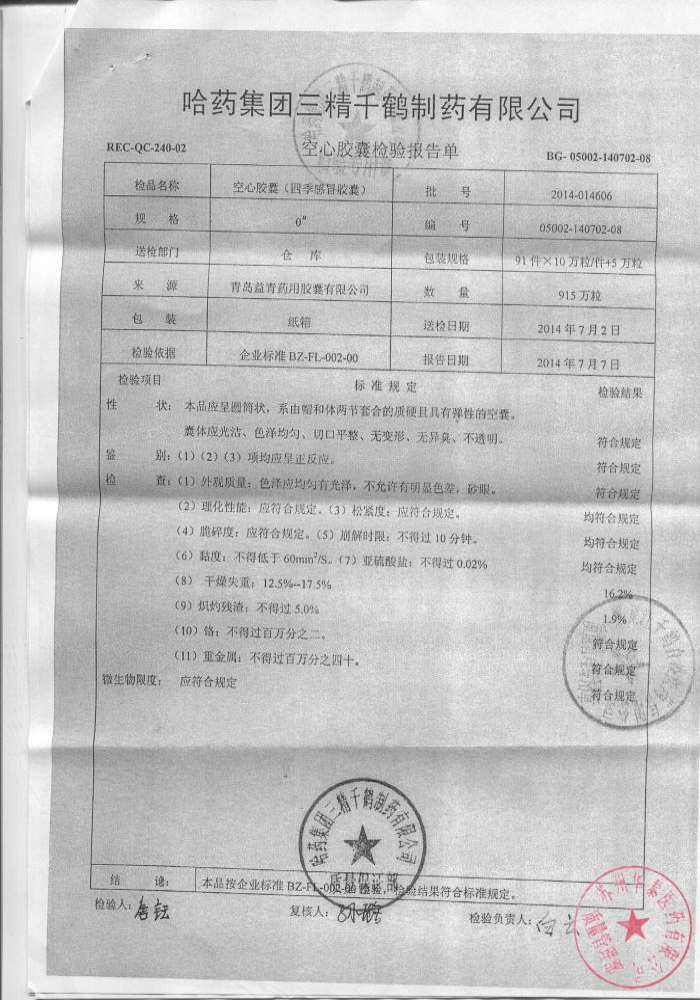 哈药集团三精千鹤制药有限公司
REC-QC-240-02
空心胶囊检验报告单
BG- 05002-140702-08
检品名称 空心胶囊（四季感冒胶囊） 批 号 2014-014606
规 格 0# 编 号 05002-140702-08
送检部门 仓 库 包装规格 91 件×10 万粒/件+5 万粒
来 源 青岛益青药用胶囊有限公司 数 量 915 万粒
包 装 纸箱 送检日期 2014 年 7 月 2 日
检验依据 企业标准 BZ-FL-002-00 报告日期 2014 年 7 月 7 日
检验项目 标 准 规 定 检验结果
性 状： 本品应呈圆筒状，系由帽和体两节套合的质硬且具有弹性的空囊。
囊体应光洁、色泽均匀、切口平整、无变形、无异臭、不透明。 符合规定
鉴 别：（1）（2）（3）项均应呈正反应。 符合规定
检 查：（1）外观质量：色泽应均匀有光泽，不允许有明显色差，砂眼。 符合规定
（2）理化性能：应符合规定。（3）松紧度：应符合规定。 均符合规定
（4）脆碎度：应符合规定。（5）崩解时限：不得过 10 分钟。 均符合规定
（6）黏度：不得低于 60mm²/S。（7）亚硫酸盐：不得过 0.02% 均符合规定
（8） 干燥失重：12.5%--17.5% 16.2%
（9）炽灼残渣：不得过 5.0% 1.9%
（10）铬：不得过百万分之二。 符合规定
（11）重金属：不得过百万分之四十。 符合规定
微生物限度： 应符合规定 符合规定
哈药集团三精千鹤制药有限公司
质量保证部
结 论： 本品按企业标准 BZ-FL-002-00 检验，检验结果符合标准规定。
检验人： 复核人： 检验负责人：白云